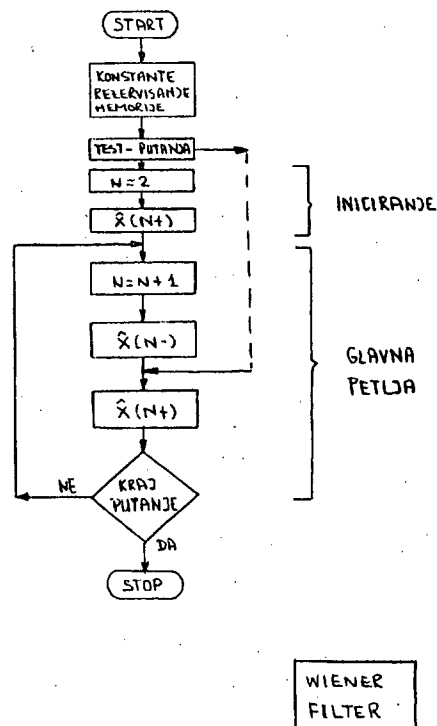 START
KONSTANTE
REZERVISANJE
MEMORIJE
TEST-PUTANJA
N=2
X̂(N+)
INICIRANJE
N=N+1
X̂(N-)
GLAVNA
PETLJA
X̂(N+)
NE
KRAJ
PUTANJE
DA
STOP
WIENER
FILTER